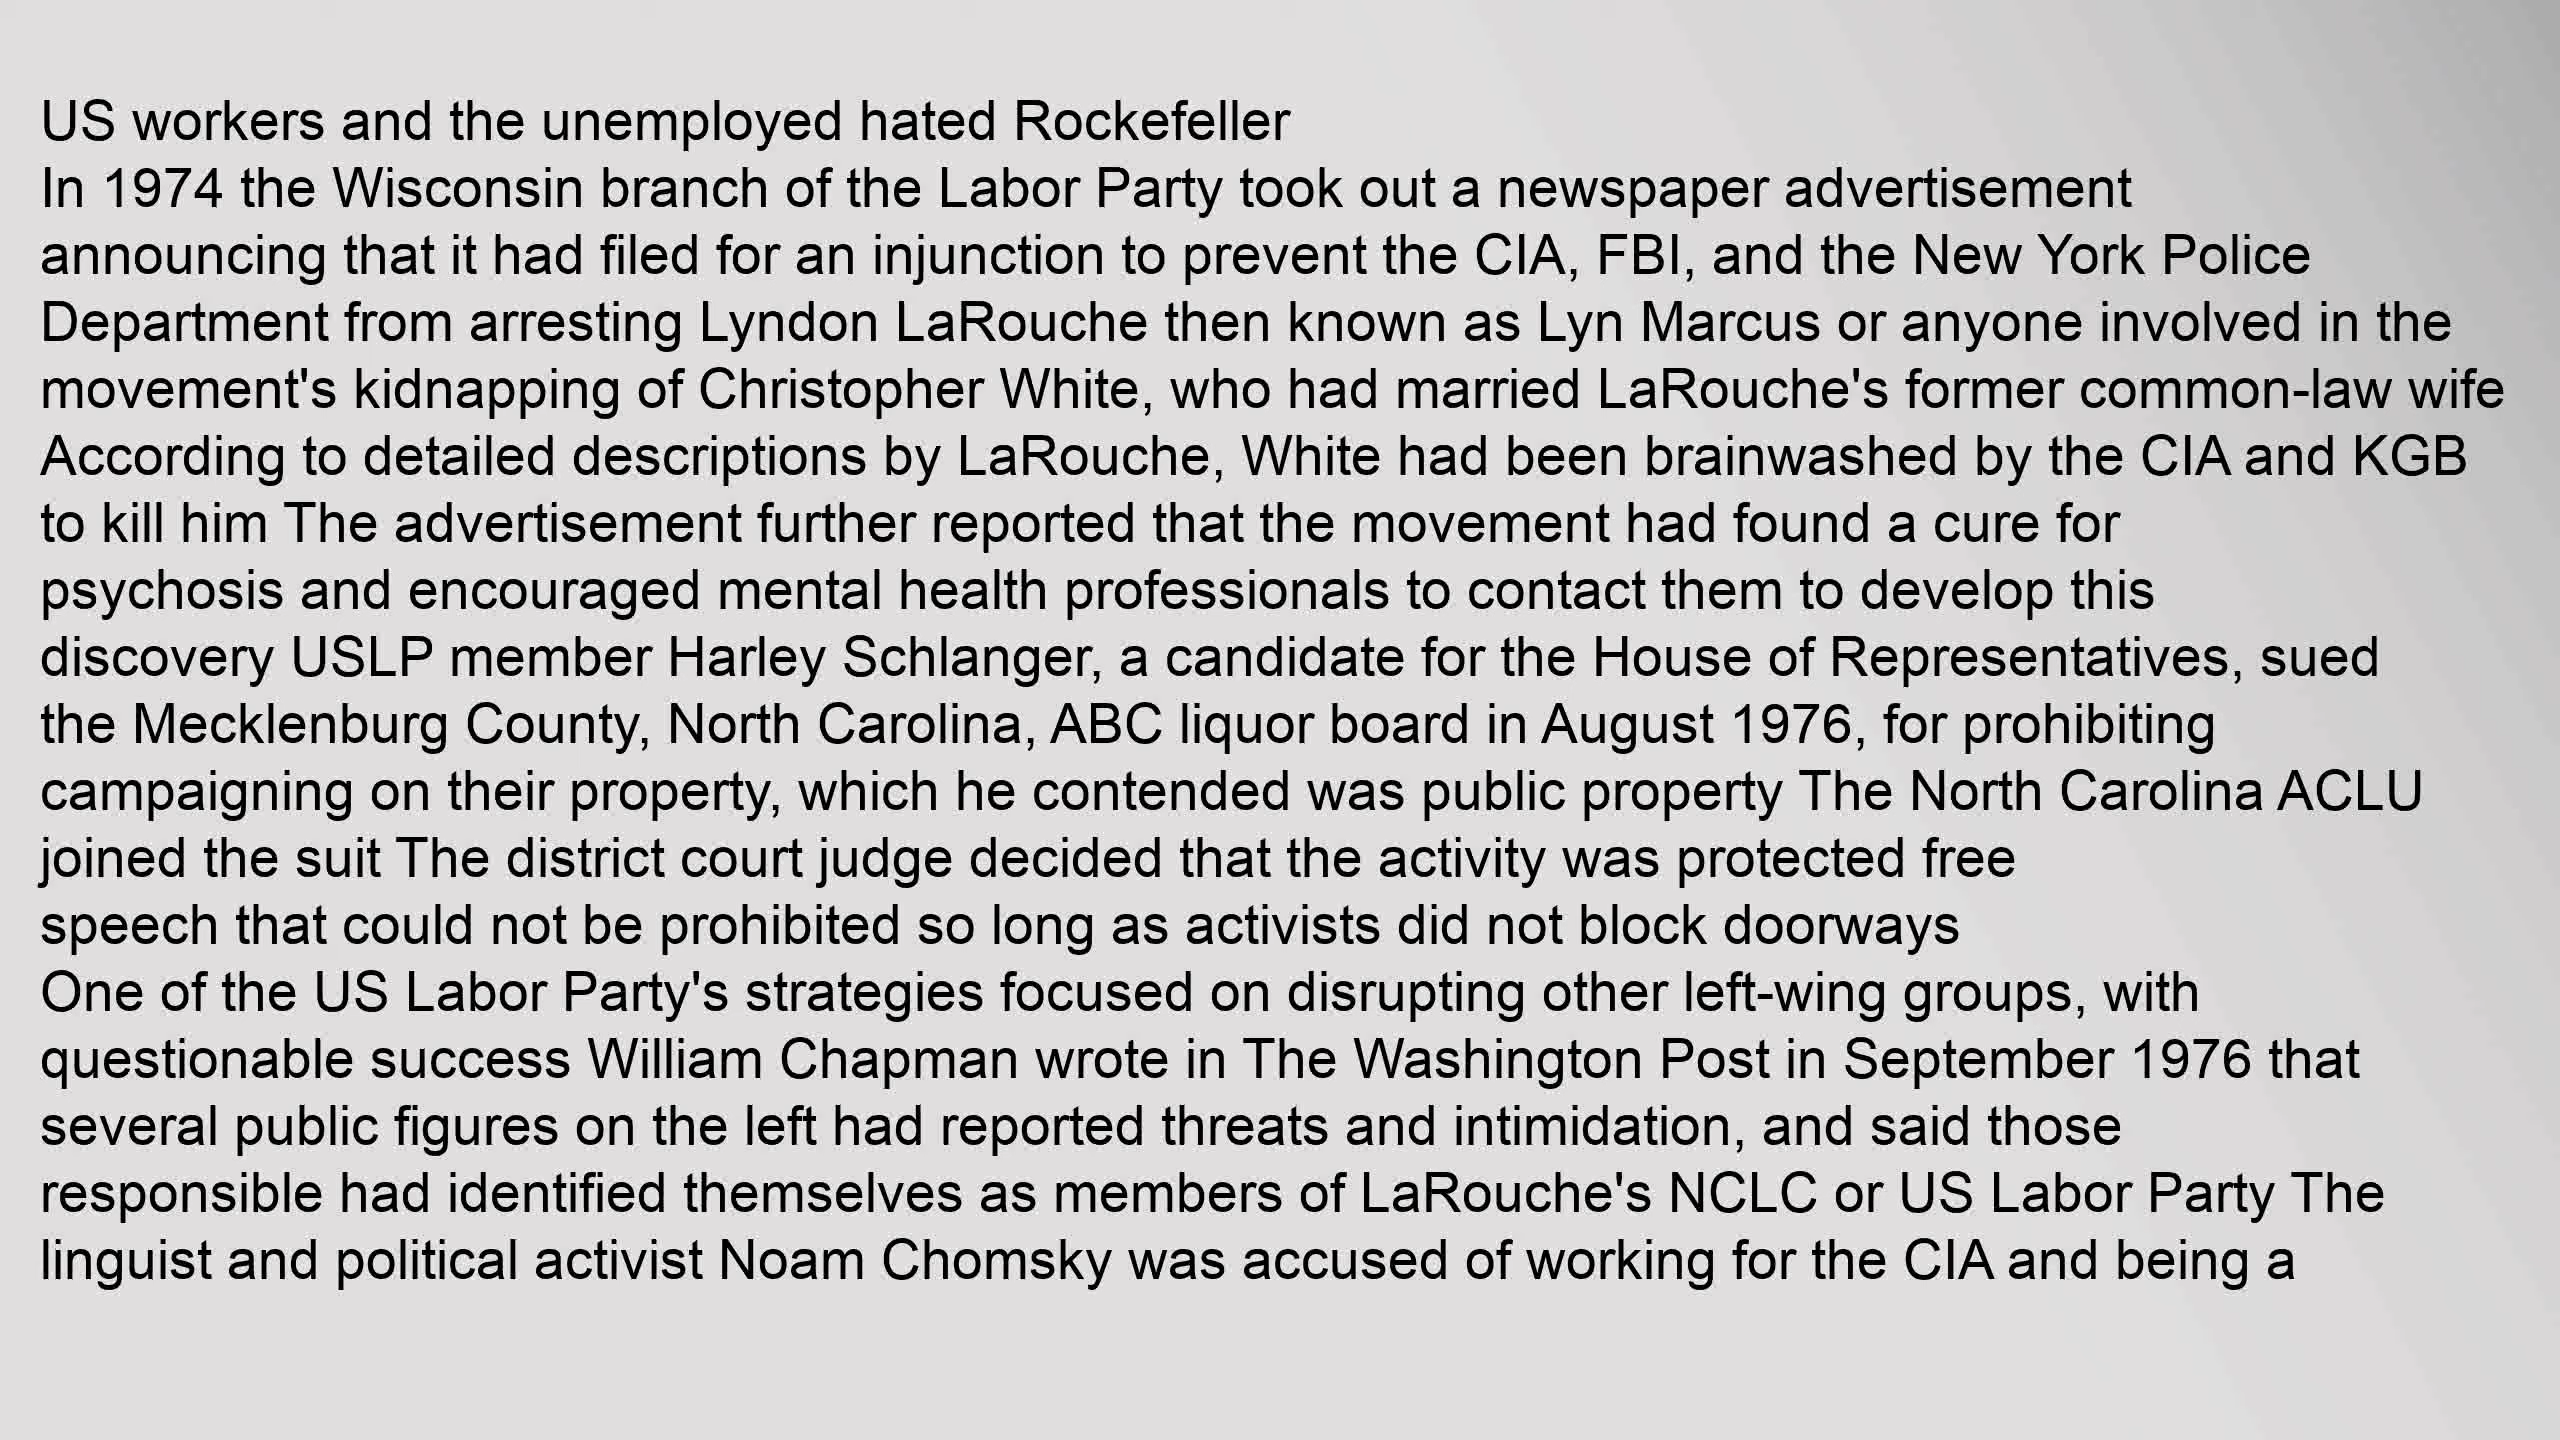 US workers and the unemployed hated Rockefeller
In 1974 the Wisconsin branch of the Labor Party took out a newspaper advertisement
announcing that it had filed for an injunction to prevent the CIA, FBI, and the New York Police
Department from arresting Lyndon LaRouche then known as Lyn Marcus or anyone involved in the
movement's kidnapping of Christopher White, who had married LaRouche's former common-law wife
According to detailed descriptions by LaRouche, White had been brainwashed by the CIA and KGB
to kill him The advertisement further reported that the movement had found a cure for
psychosis and encouraged mental health professionals to contact them to develop this
discovery USLP member Harley Schlanger, a candidate for the House of Representatives, sued
the Mecklenburg County, North Carolina, ABC liquor board in August 1976, for prohibiting
campaigning on their property, which he contended was public property The North Carolina ACLU
joined the suit The district court judge decided that the activity was protected free
speech that could not be prohibited so long as activists did not block doorways
One of the US Labor Party's strategies focused on disrupting other left-wing groups, with
questionable success William Chapman wrote in The Washington Post in September 1976 that
several public figures on the left had reported threats and intimidation, and said those
responsible had identified themselves as members of LaRouche's NCLC or US Labor Party The
linguist and political activist Noam Chomsky was accused of working for the CIA and being a